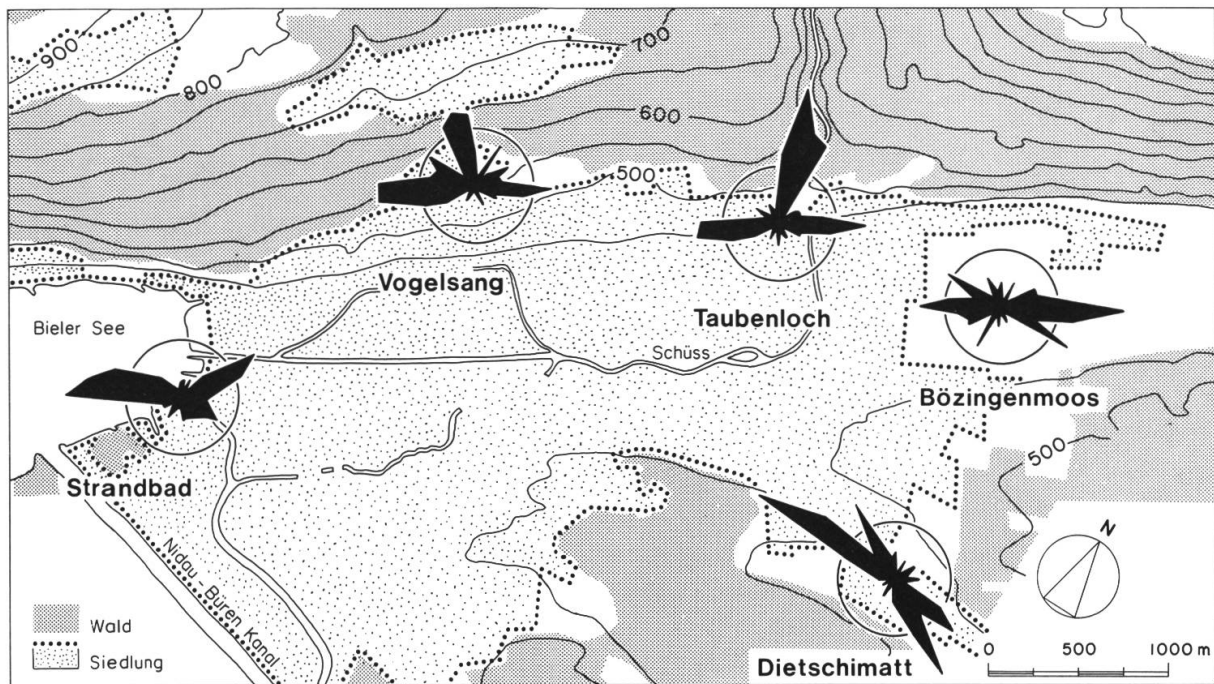 900
800
700
600
500
Vogelsang
Taubenloch
Bieler See
Schüss
Bözingenmoos
500
Strandbad
Nidau-Büren Kanal
N
Wald
Siedlung
Dietschimatt
0 500 1000 m